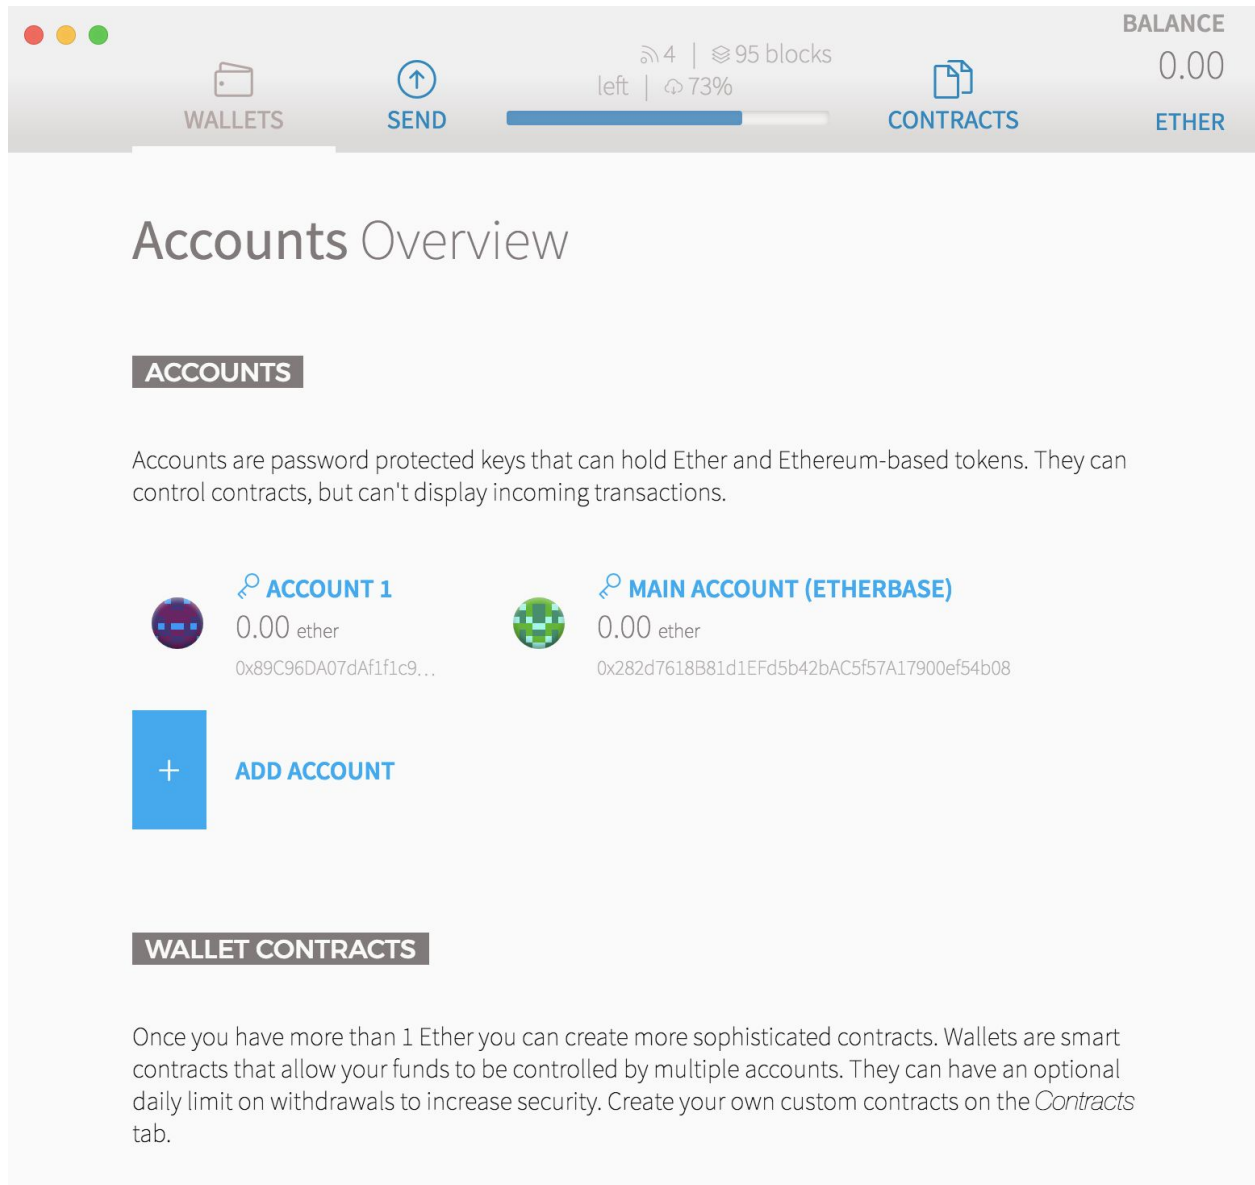 BALANCE
4 | 95 blocks
left | 73%
0.00
WALLETS
SEND
CONTRACTS
ETHER
Accounts Overview
ACCOUNTS
Accounts are password protected keys that can hold Ether and Ethereum-based tokens. They can
control contracts, but can't display incoming transactions.
ACCOUNT 1
0.00 ether
0x89C96DA07dAf1f1c9...
MAIN ACCOUNT (ETHERBASE)
0.00 ether
0x282d7618B81d1EFd5b42bAC5f57A17900ef54b08
+
ADD ACCOUNT
WALLET CONTRACTS
Once you have more than 1 Ether you can create more sophisticated contracts. Wallets are smart
contracts that allow your funds to be controlled by multiple accounts. They can have an optional
daily limit on withdrawals to increase security. Create your own custom contracts on the Contracts
tab.